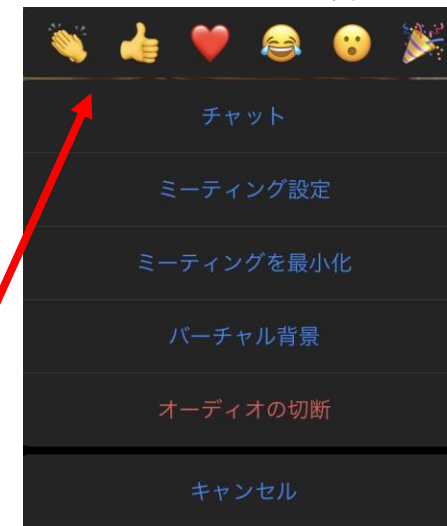 チャット
ミーティング設定
ミーティングを最小化
バーチャル背景
オーディオの切断
キャンセル